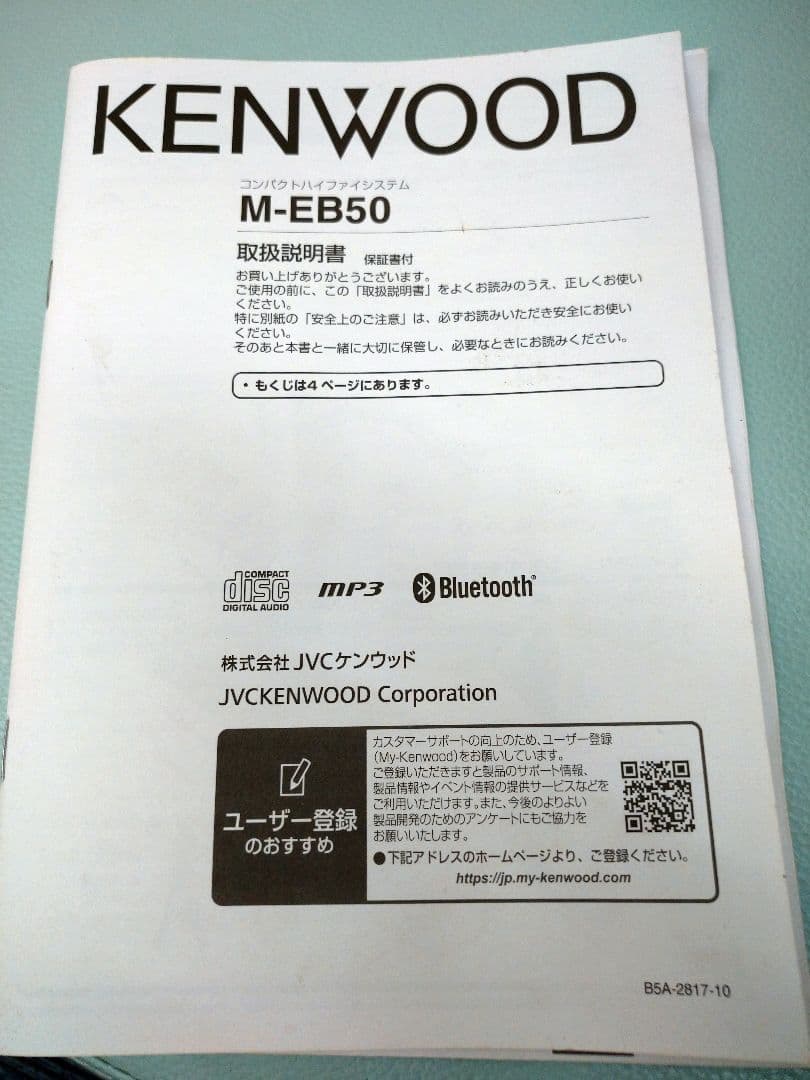 KENWOOD
コンパクトハイファイシステム
M-EB50
取扱説明書 保証書付
お買い上げありがとうございます。
ご使用の前に、この「取扱説明書」をよくお読みのうえ、正しくお使い
ください。
特に別紙の「安全上のご注意」は、必ずお読みいただき安全にお使い
ください。
そのあと本書と一緒に大切に保管し、必要なときにお読みください。
・もくじは4 ページにあります。
COMPACT
disc
DIGITAL AUDIO
MP3
Bluetooth®
株式会社 JVCケンウッド
JVCKENWOOD Corporation
ユーザー登録
のおすすめ
カスタマーサポートの向上のため、ユーザー登録
(My-Kenwood)をお願いしています。
ご登録いただきますと製品のサポート情報、
製品情報やイベント情報の提供サービスなどを
ご利用いただけます。また、今後のよりよい
製品開発のためのアンケートにもご協力を
お願いいたします。
●下記アドレスのホームページより、ご登録ください。
https://jp.my-kenwood.com
B5A-2817-10